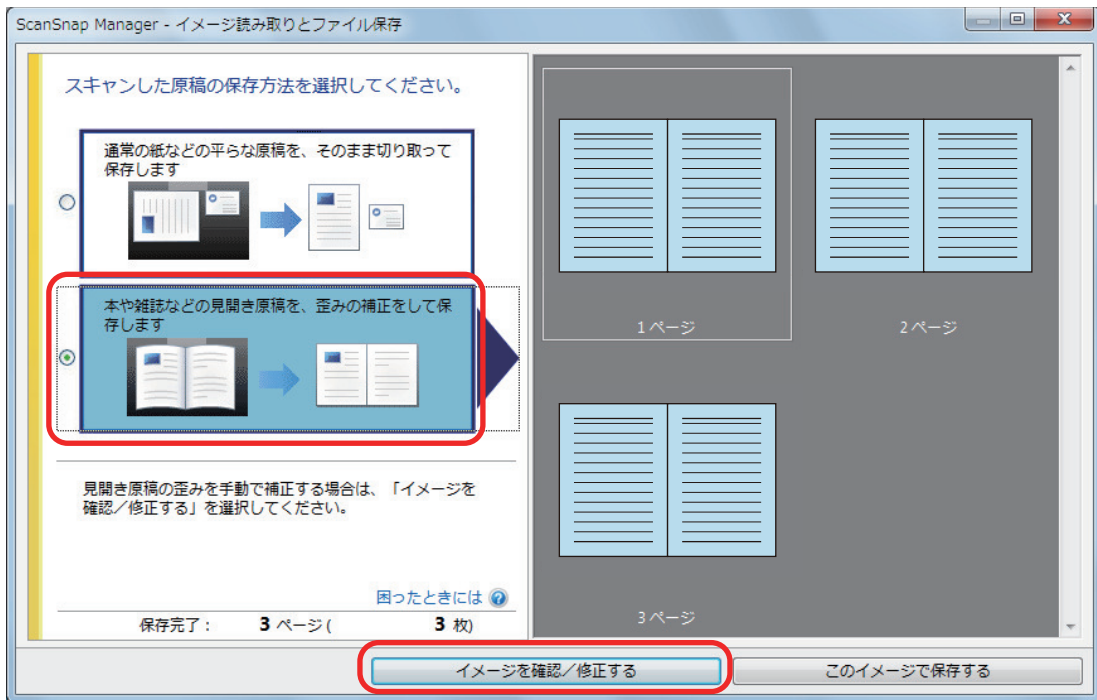 ScanSnap Manager - イメージ読み取りとファイル保存
スキャンした原稿の保存方法を選択してください。
通常の紙などの平らな原稿を、そのまま切り取って
保存します
本や雑誌などの見開き原稿を、歪みの補正をして保
存します
見開き原稿の歪みを手動で補正する場合は、「イメージを
確認／修正する」を選択してください。
困ったときには ?
保存完了： 3 ページ ( 3 枚)
1 ページ
2 ページ
3 ページ
イメージを確認／修正する
このイメージで保存する